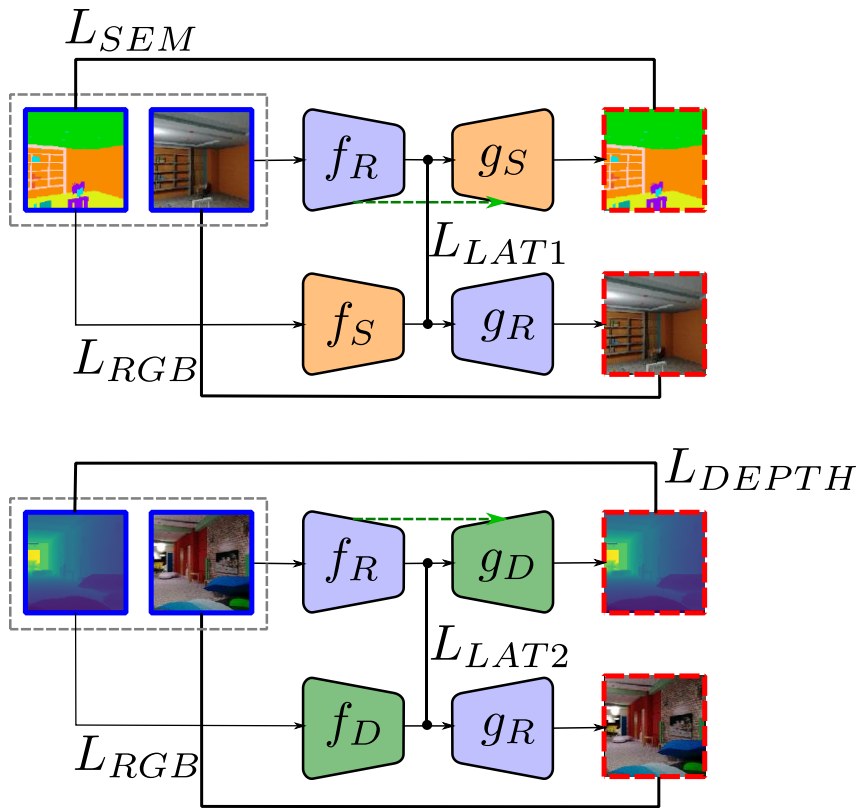 L_{SEM}
f_R
g_S
L_{LAT1}
f_S
g_R
L_{RGB}
L_{DEPTH}
f_R
g_D
L_{LAT2}
f_D
g_R
L_{RGB}